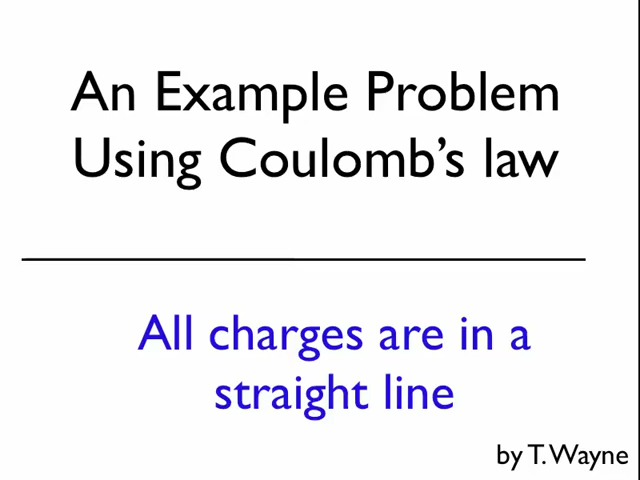 An Example Problem
Using Coulomb’s law
All charges are in a
straight line
by T. Wayne